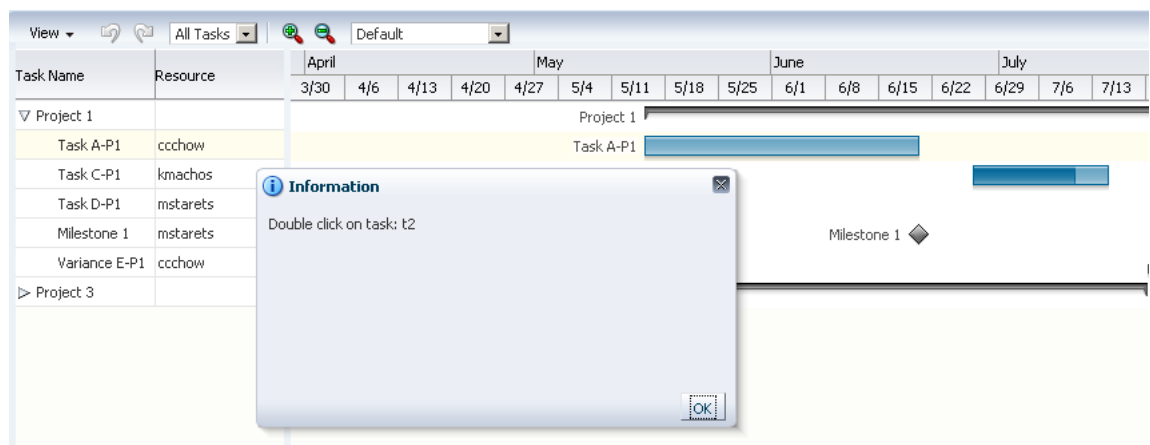 View All Tasks Default
Task Name Resource April May June July
3/30 4/6 4/13 4/20 4/27 5/4 5/11 5/18 5/25 6/1 6/8 6/15 6/22 6/29 7/6 7/13
Project 1 Project 1
Task A-P1 ccchow Task A-P1
Task C-P1 kmachos
Task D-P1 mstarets
Milestone 1 mstarets Milestone 1
Variance E-P1 ccchow
Project 3
Information
Double click on task: t2
OK